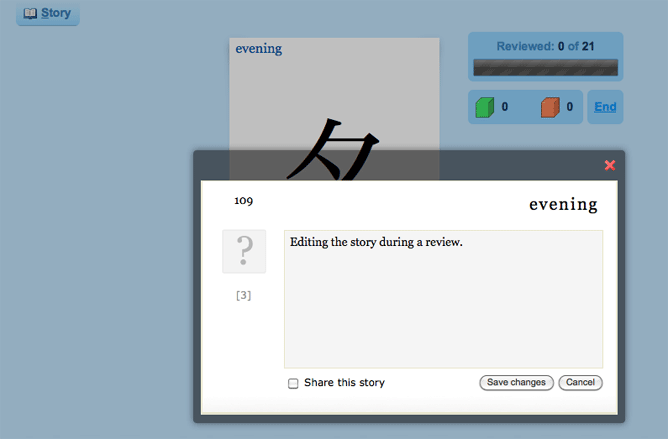 Story
Reviewed: 0 of 21
evening
夕
0
0
End
109
evening
?
Editing the story during a review.
[3]
Share this story
Save changes
Cancel